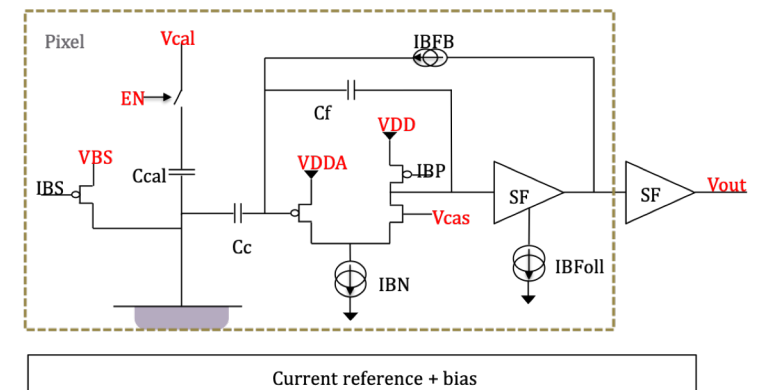 Pixel
Vcal
IBFB
EN
Cf
VDD
VBS
VDDA
IBP
IBS
Ccal
SF
SF
Vout
Vcas
Cc
IBN
IBFoll
Current reference + bias